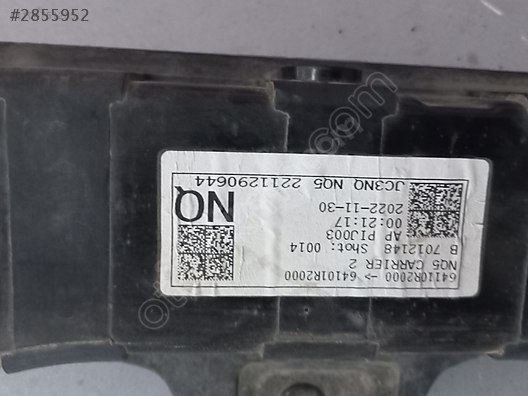 #2855952
64110R2000 -> 64101R2000
NQ5 CARRIER 2
B 7012148 Shot: 0014
AP PIJ003
00:21:17
2022-11-30
JC3NQ NQ5 22111290644
NQ